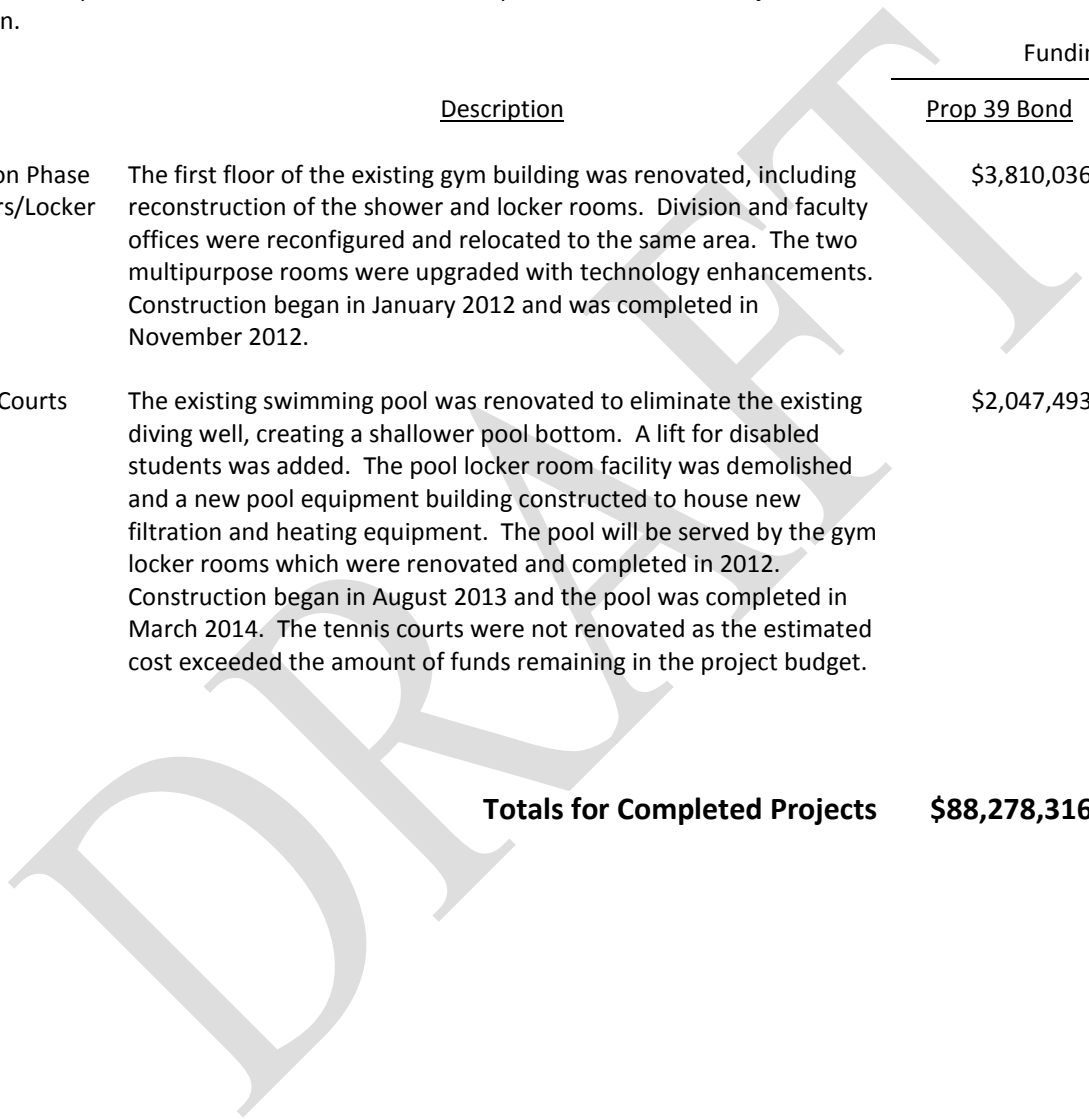 n.
Fundin
Description
Prop 39 Bond
on Phase
rs/Locker
The first floor of the existing gym building was renovated, including
reconstruction of the shower and locker rooms. Division and faculty
offices were reconfigured and relocated to the same area. The two
multipurpose rooms were upgraded with technology enhancements.
Construction began in January 2012 and was completed in
November 2012.
$3,810,036
Courts
The existing swimming pool was renovated to eliminate the existing
diving well, creating a shallower pool bottom. A lift for disabled
students was added. The pool locker room facility was demolished
and a new pool equipment building constructed to house new
filtration and heating equipment. The pool will be served by the gym
locker rooms which were renovated and completed in 2012.
Construction began in August 2013 and the pool was completed in
March 2014. The tennis courts were not renovated as the estimated
cost exceeded the amount of funds remaining in the project budget.
$2,047,493
Totals for Completed Projects
$88,278,316
DRAFT